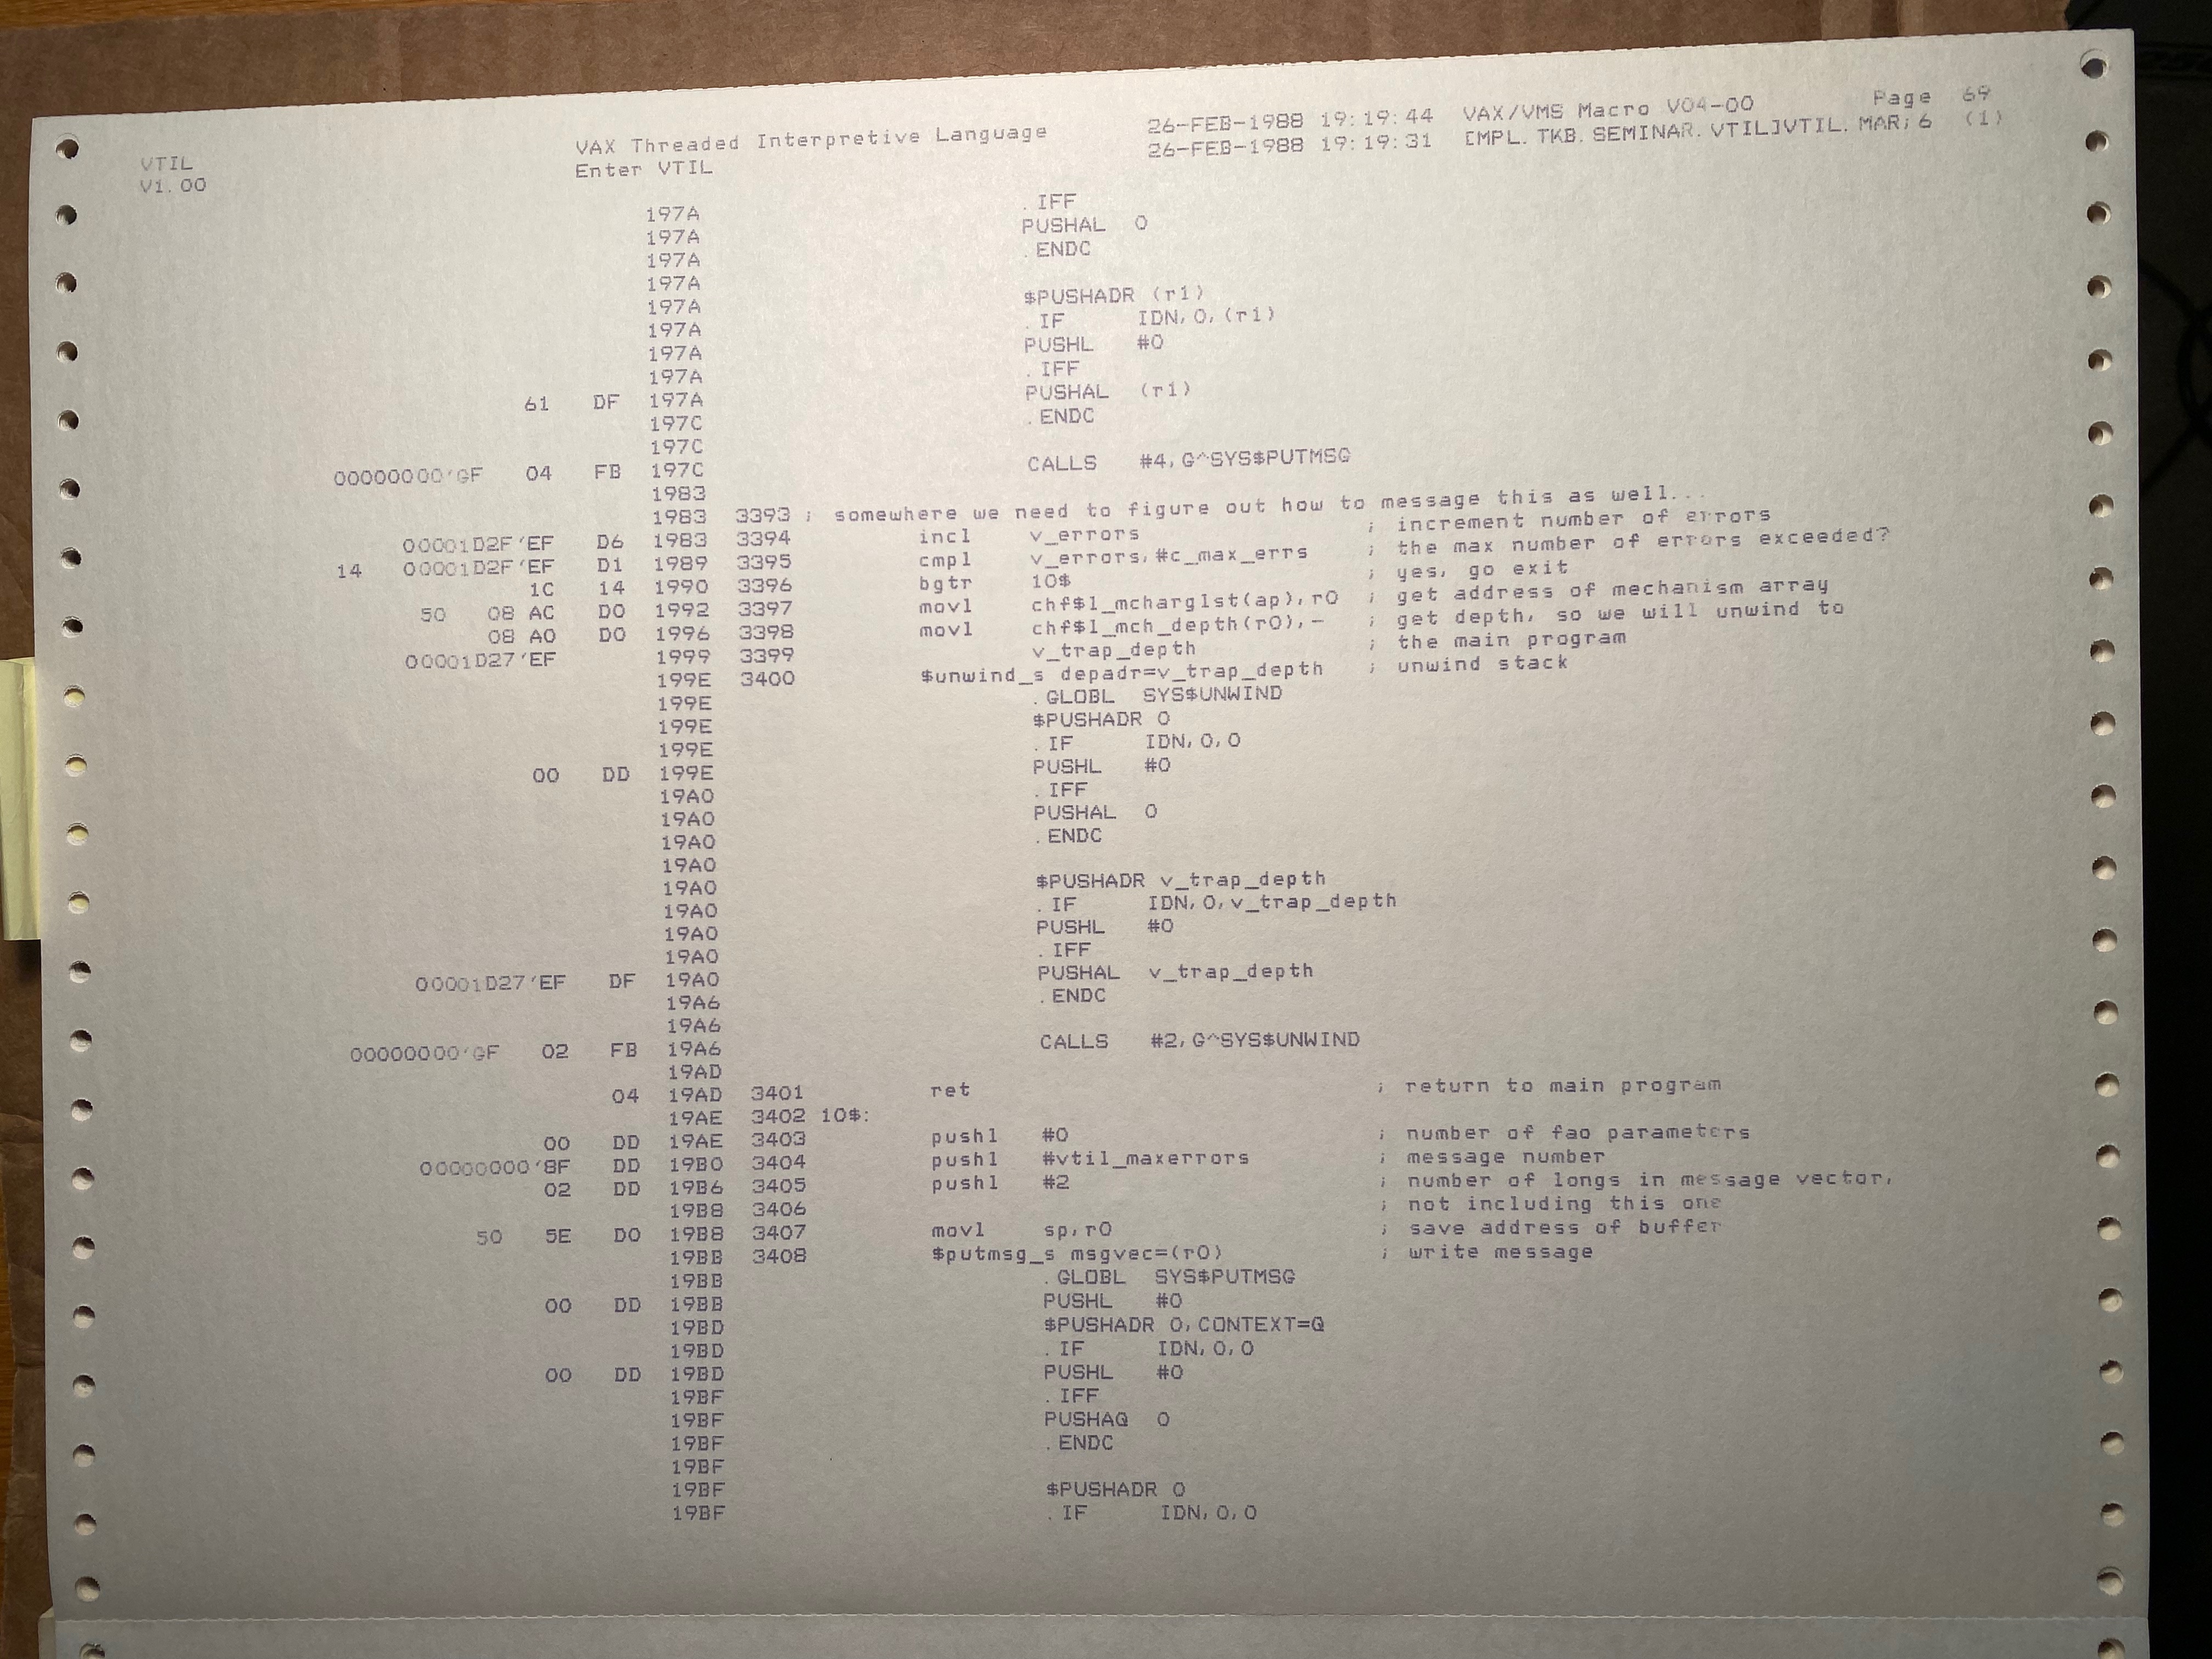 VTIL VAX Threaded Interpretive Language 26-FEB-1988 19:19:44 VAX/VMS Macro V04-00 Page 69
V1.00 Enter VTIL 26-FEB-1988 19:19:31 [MPL.TKB.SEMINAR.VTIL]VTIL.MAR;6 (1)
197A .IFF
197A PUSHAL 0
197A .ENDC
197A
197A $PUSHADR (r1)
197A .IF IDN,0,(r1)
197A PUSHL #0
197A .IFF
61 DF 197A PUSHAL (r1)
197C .ENDC
197C
00000000'GF 04 FB 197C CALLS #4,G^SYS$PUTMSG
1983
1983 3393 ; somewhere we need to figure out how to message this as well...
00001D2F'EF D6 1983 3394 incl v_errors ; increment number of errors
14 00001D2F'EF D1 1989 3395 cmpl v_errors,#c_max_errs ; the max number of errors exceeded?
1C 14 1990 3396 bgtr 10$ ; yes, go exit
50 08 AC D0 1992 3397 movl chf$l_mcharglst(ap),r0 ; get address of mechanism array
08 A0 D0 1996 3398 movl chf$l_mch_depth(r0),- ; get depth, so we will unwind to
00001D27'EF 1999 3399 v_trap_depth ; the main program
199E 3400 $unwind_s depadr=v_trap_depth ; unwind stack
199E .GLOBL SYS$UNWIND
199E $PUSHADR 0
199E .IF IDN,0,0
00 DD 199E PUSHL #0
19A0 .IFF
19A0 PUSHAL 0
19A0 .ENDC
19A0
19A0 $PUSHADR v_trap_depth
19A0 .IF IDN,0,v_trap_depth
19A0 PUSHL #0
19A0 .IFF
00001D27'EF DF 19A0 PUSHAL v_trap_depth
19A6 .ENDC
19A6
00000000'GF 02 FB 19A6 CALLS #2,G^SYS$UNWIND
19AD
04 19AD 3401 ret ; return to main program
19AE 3402 10$:
00 DD 19AE 3403 pushl #0 ; number of fao parameters
00000000'8F DD 19B0 3404 pushl #vtil_maxerrors ; message number
02 DD 19B6 3405 pushl #2 ; number of longs in message vector,
19B8 3406 ; not including this one
50 5E D0 19B8 3407 movl sp,r0 ; save address of buffer
19BB 3408 $putmsg_s msgvec=(r0) ; write message
19BB .GLOBL SYS$PUTMSG
00 DD 19BB PUSHL #0
19BD $PUSHADR 0,CONTEXT=Q
19BD .IF IDN,0,0
00 DD 19BD PUSHL #0
19BF .IFF
19BF PUSHAQ 0
19BF .ENDC
19BF
19BF $PUSHADR 0
19BF .IF IDN,0,0